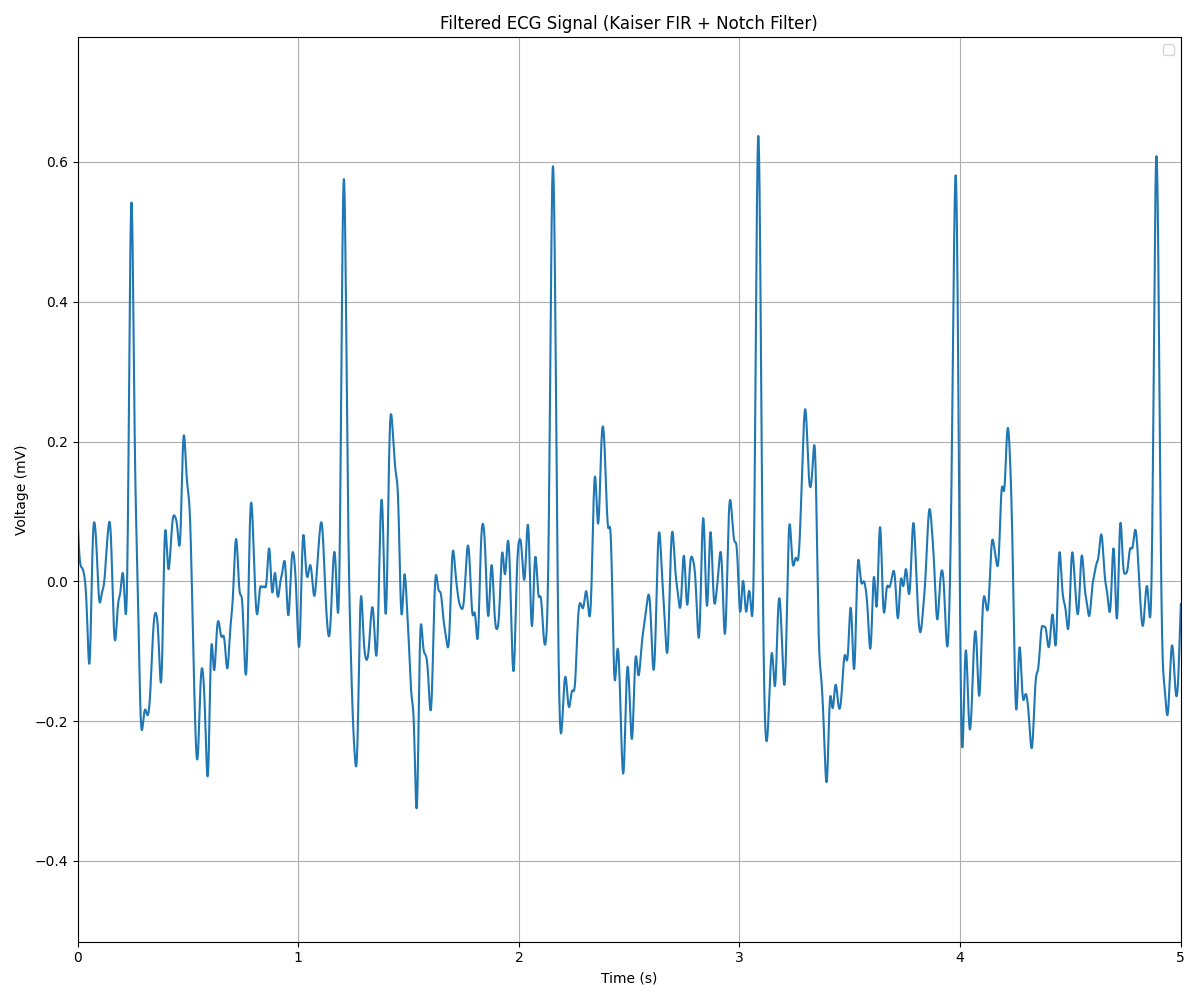 Filtered ECG Signal (Kaiser FIR + Notch Filter)
Voltage (mV)
0.6
0.4
0.2
0.0
−0.2
−0.4
0 1 2 3 4 5
Time (s)